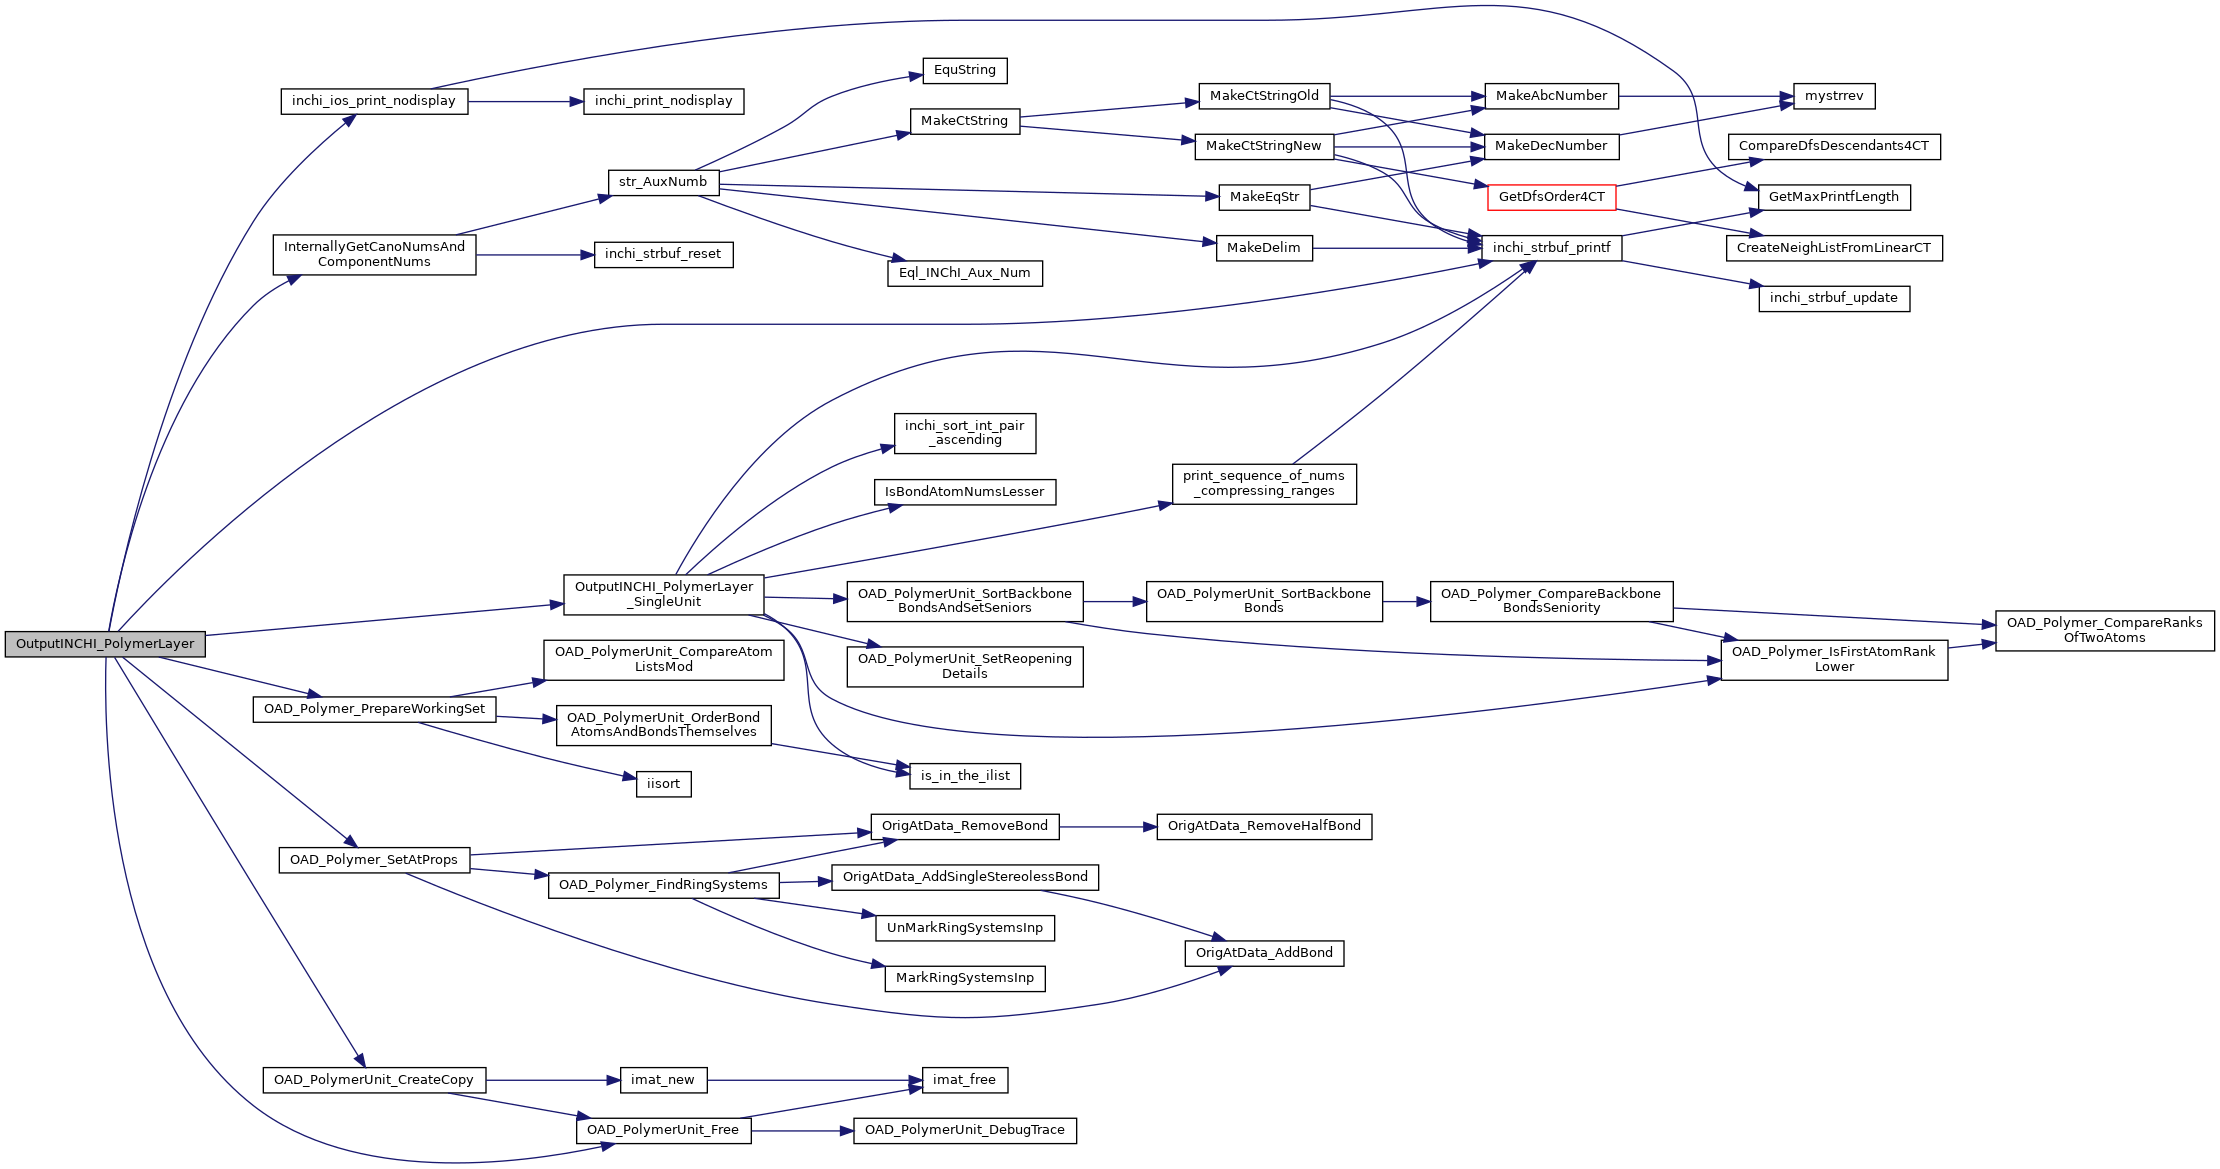 EquString
inchi_ios_print_nodisplay
inchi_print_nodisplay
MakeCtStringOld
MakeAbcNumber
mystrrev
MakeCtString
MakeCtStringNew
MakeDecNumber
CompareDfsDescendants4CT
str_AuxNumb
MakeEqStr
GetDfsOrder4CT
GetMaxPrintfLength
InternallyGetCanoNumsAnd
ComponentNums
inchi_strbuf_reset
MakeDelim
inchi_strbuf_printf
CreateNeighListFromLinearCT
Eql_INChI_Aux_Num
inchi_strbuf_update
inchi_sort_int_pair
_ascending
IsBondAtomNumsLesser
print_sequence_of_nums
_compressing_ranges
OutputINCHI_PolymerLayer
_SingleUnit
OAD_PolymerUnit_SortBackbone
BondsAndSetSeniors
OAD_PolymerUnit_SortBackbone
Bonds
OAD_Polymer_CompareBackbone
BondsSeniority
OAD_Polymer_CompareRanks
OfTwoAtoms
OutputINCHI_PolymerLayer
OAD_PolymerUnit_CompareAtom
ListsMod
OAD_PolymerUnit_SetReopening
Details
OAD_Polymer_IsFirstAtomRank
Lower
OAD_Polymer_PrepareWorkingSet
OAD_PolymerUnit_OrderBond
AtomsAndBondsThemselves
iisort
is_in_the_ilist
OrigAtData_RemoveBond
OrigAtData_RemoveHalfBond
OAD_Polymer_SetAtProps
OAD_Polymer_FindRingSystems
OrigAtData_AddSingleStereolessBond
UnMarkRingSystemsInp
OrigAtData_AddBond
MarkRingSystemsInp
OAD_PolymerUnit_CreateCopy
imat_new
imat_free
OAD_PolymerUnit_Free
OAD_PolymerUnit_DebugTrace